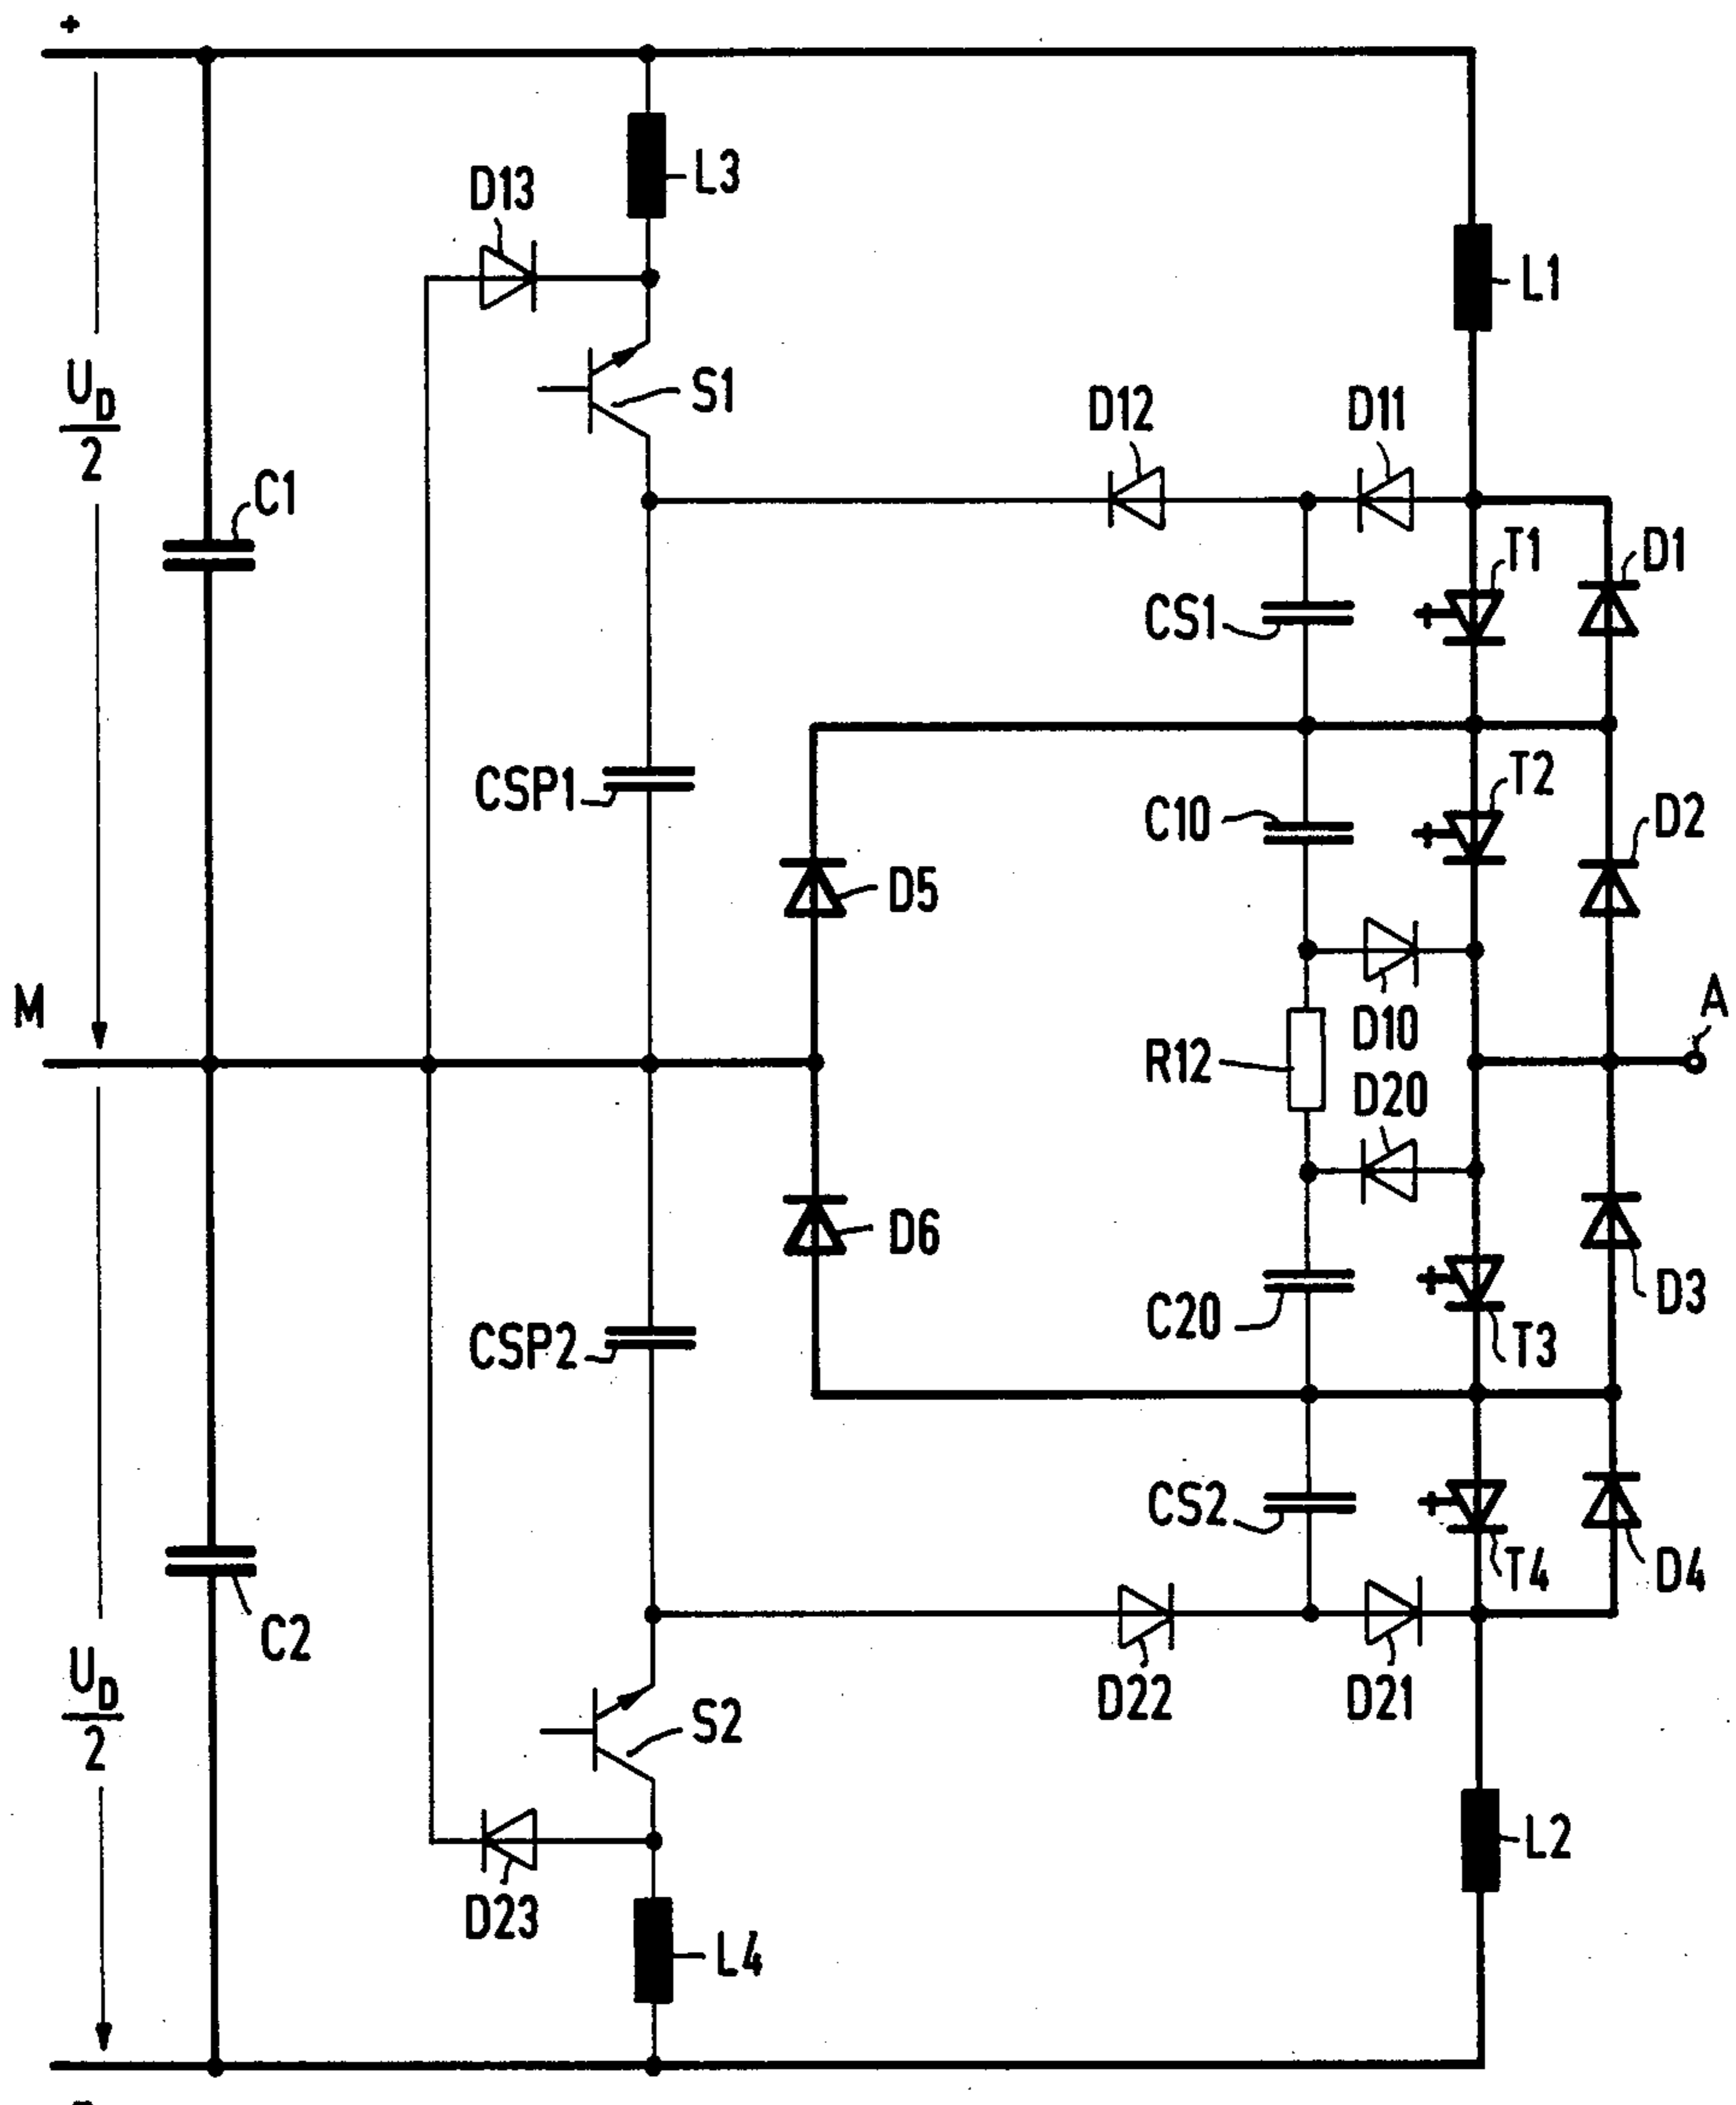 +
L3
D13
L1
U_D
2
S1
D12
D11
C1
T1
D1
CS1
T2
CSP1
C10
D2
D5
M
A
D10
R12
D20
D6
D3
C20
T3
CSP2
CS2
T4
D4
C2
U_D
2
D22
D21
S2
L2
D23
L4
-